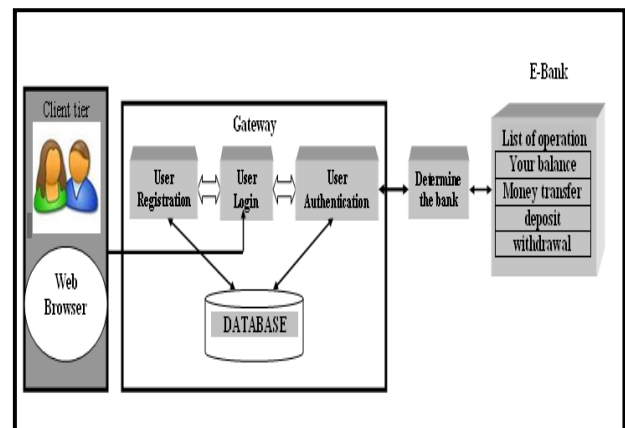 E-Bank
Client tier
Gateway
List of operation
Your balance
Money transfer
deposit
withdrawal
User
Registration
User
Login
User
Authentication
Determine
the bank
Web
Browser
DATABASE